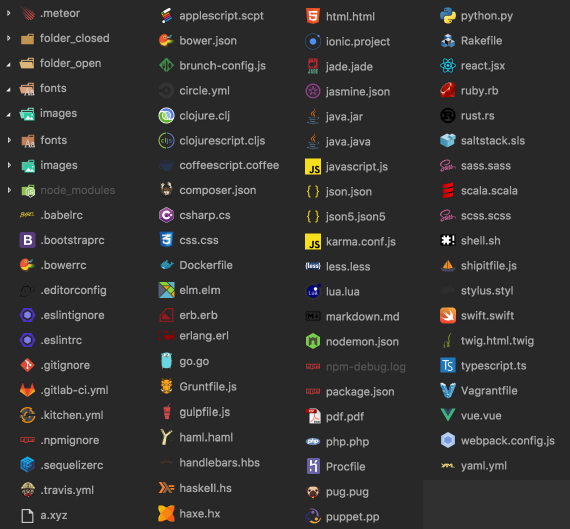 .meteor
folder_closed
folder_open
fonts
images
fonts
images
node_modules
.babelrc
.bootstraprc
.bowerrc
.editorconfig
.eslintignore
.eslintrc
.gitignore
.gitlab-ci.yml
.kitchen.yml
.npmignore
.sequelizerc
.travis.yml
a.xyz
applescript.scpt
bower.json
brunch-config.js
circle.yml
clojure.clj
clojurescript.cljs
coffeescript.coffee
composer.json
csharp.cs
css.css
Dockerfile
elm.elm
erb.erb
erlang.erl
go.go
Gruntfile.js
gulpfile.js
haml.haml
handlebars.hbs
haskell.hs
haxe.hx
html.html
ionic.project
jade.jade
jasmine.json
java.jar
java.java
javascript.js
json.json
json5.json5
karma.conf.js
less.less
lua.lua
markdown.md
nodemon.json
npm-debug.log
package.json
pdf.pdf
php.php
Procfile
pug.pug
puppet.pp
python.py
Rakefile
react.jsx
ruby.rb
rust.rs
saltstack.sls
sass.sass
scala.scala
scss.scss
shell.sh
shipitfile.js
stylus.styl
swift.swift
twig.html.twig
typescript.ts
Vagrantfile
vue.vue
webpack.config.js
yaml.yml